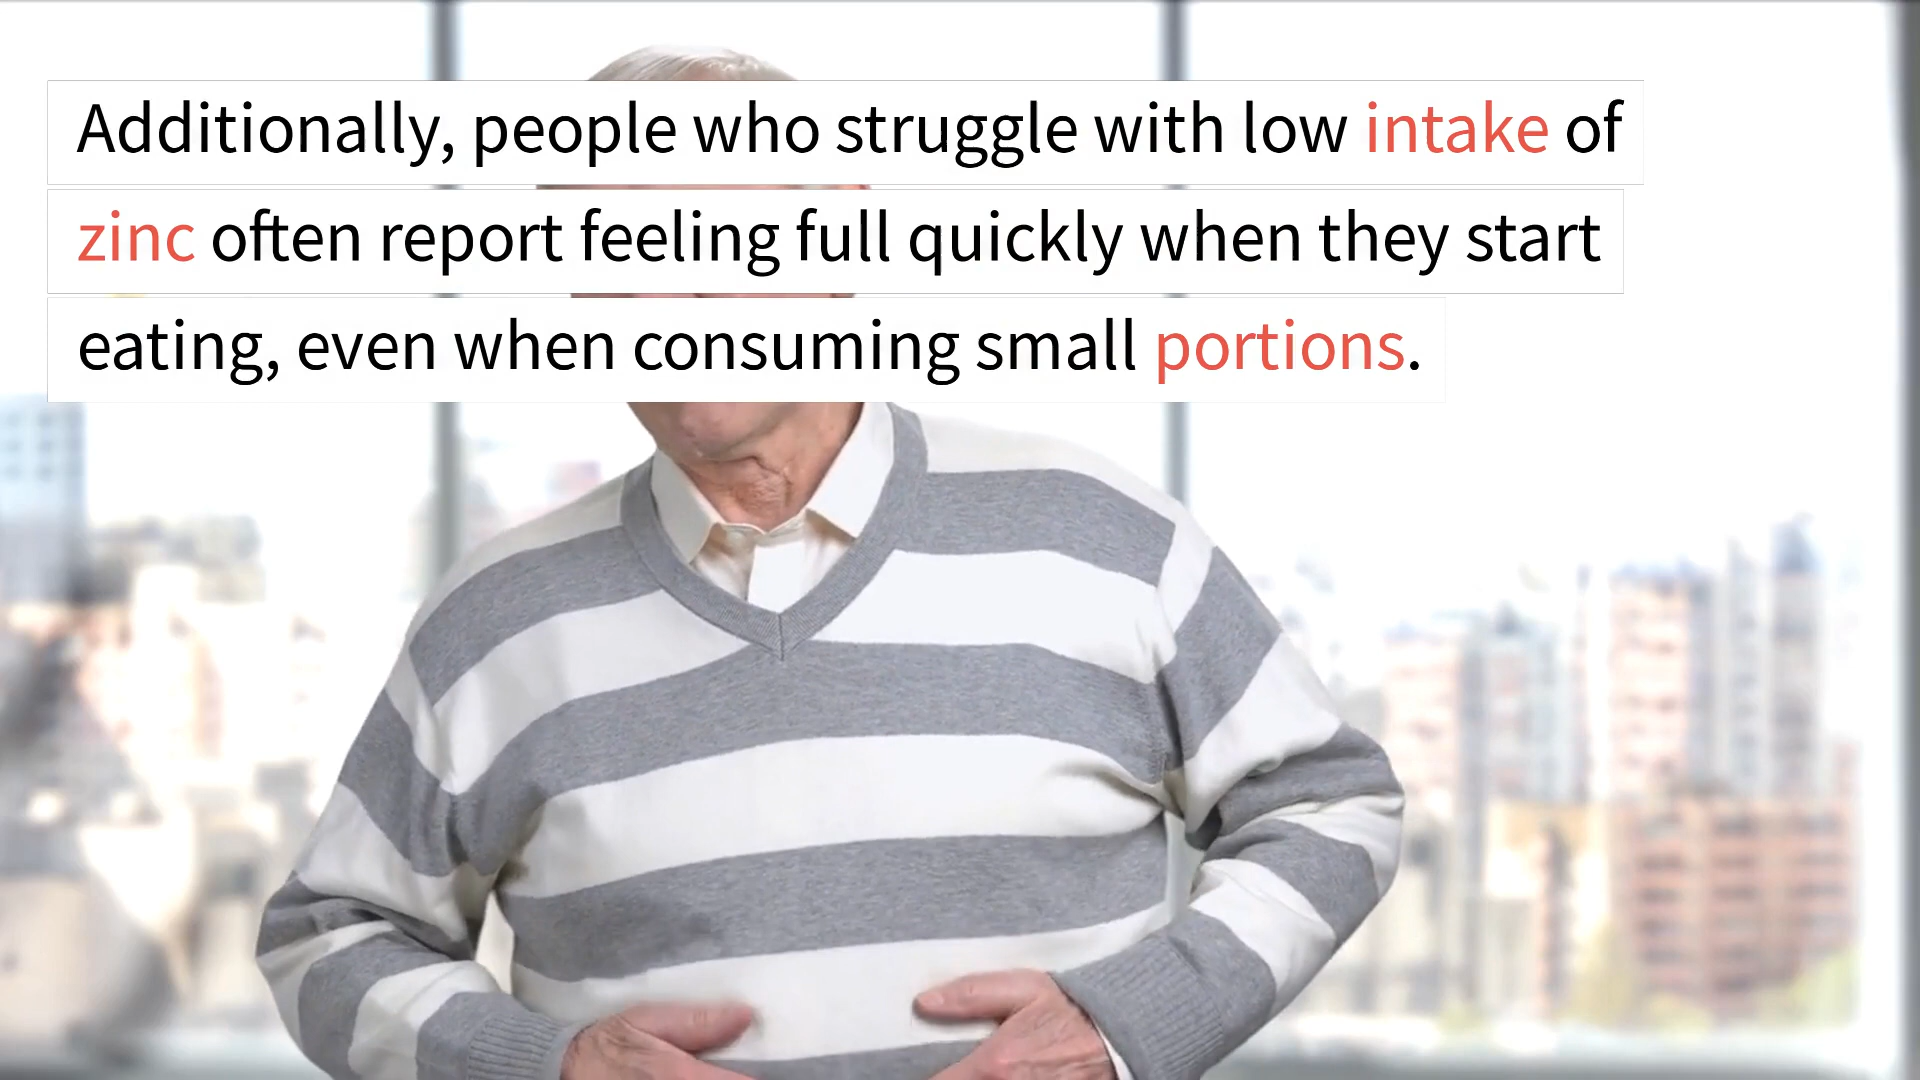 Additionally, people who struggle with low intake of
zinc often report feeling full quickly when they start
eating, even when consuming small portions.